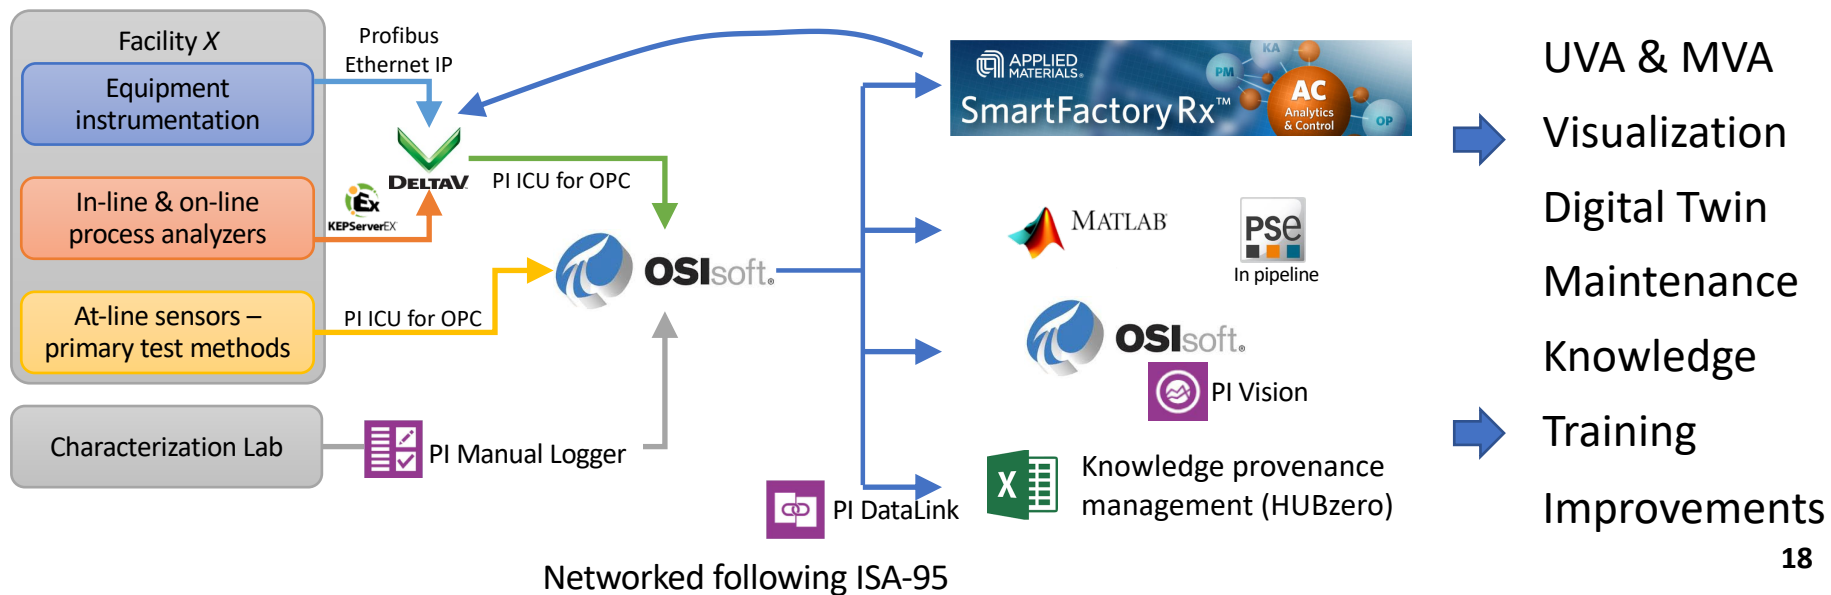 Facility X
Equipment
instrumentation
In-line & on-line
process analyzers
At-line sensors –
primary test methods
Characterization Lab
Profibus
Ethernet IP
DELTAV
Ex
KEPServerEX
PI ICU for OPC
PI ICU for OPC
OSIsoft®
PI Manual Logger
PI DataLink
APPLIED
MATERIALS®
SmartFactory Rx™
KA
PM
AC
Analytics
& Control
OP
MATLAB
PSe
In pipeline
OSIsoft®
PI Vision
X
Knowledge provenance
management (HUBzero)
UVA & MVA
Visualization
Digital Twin
Maintenance
Knowledge
Training
Improvements
Networked following ISA-95
18